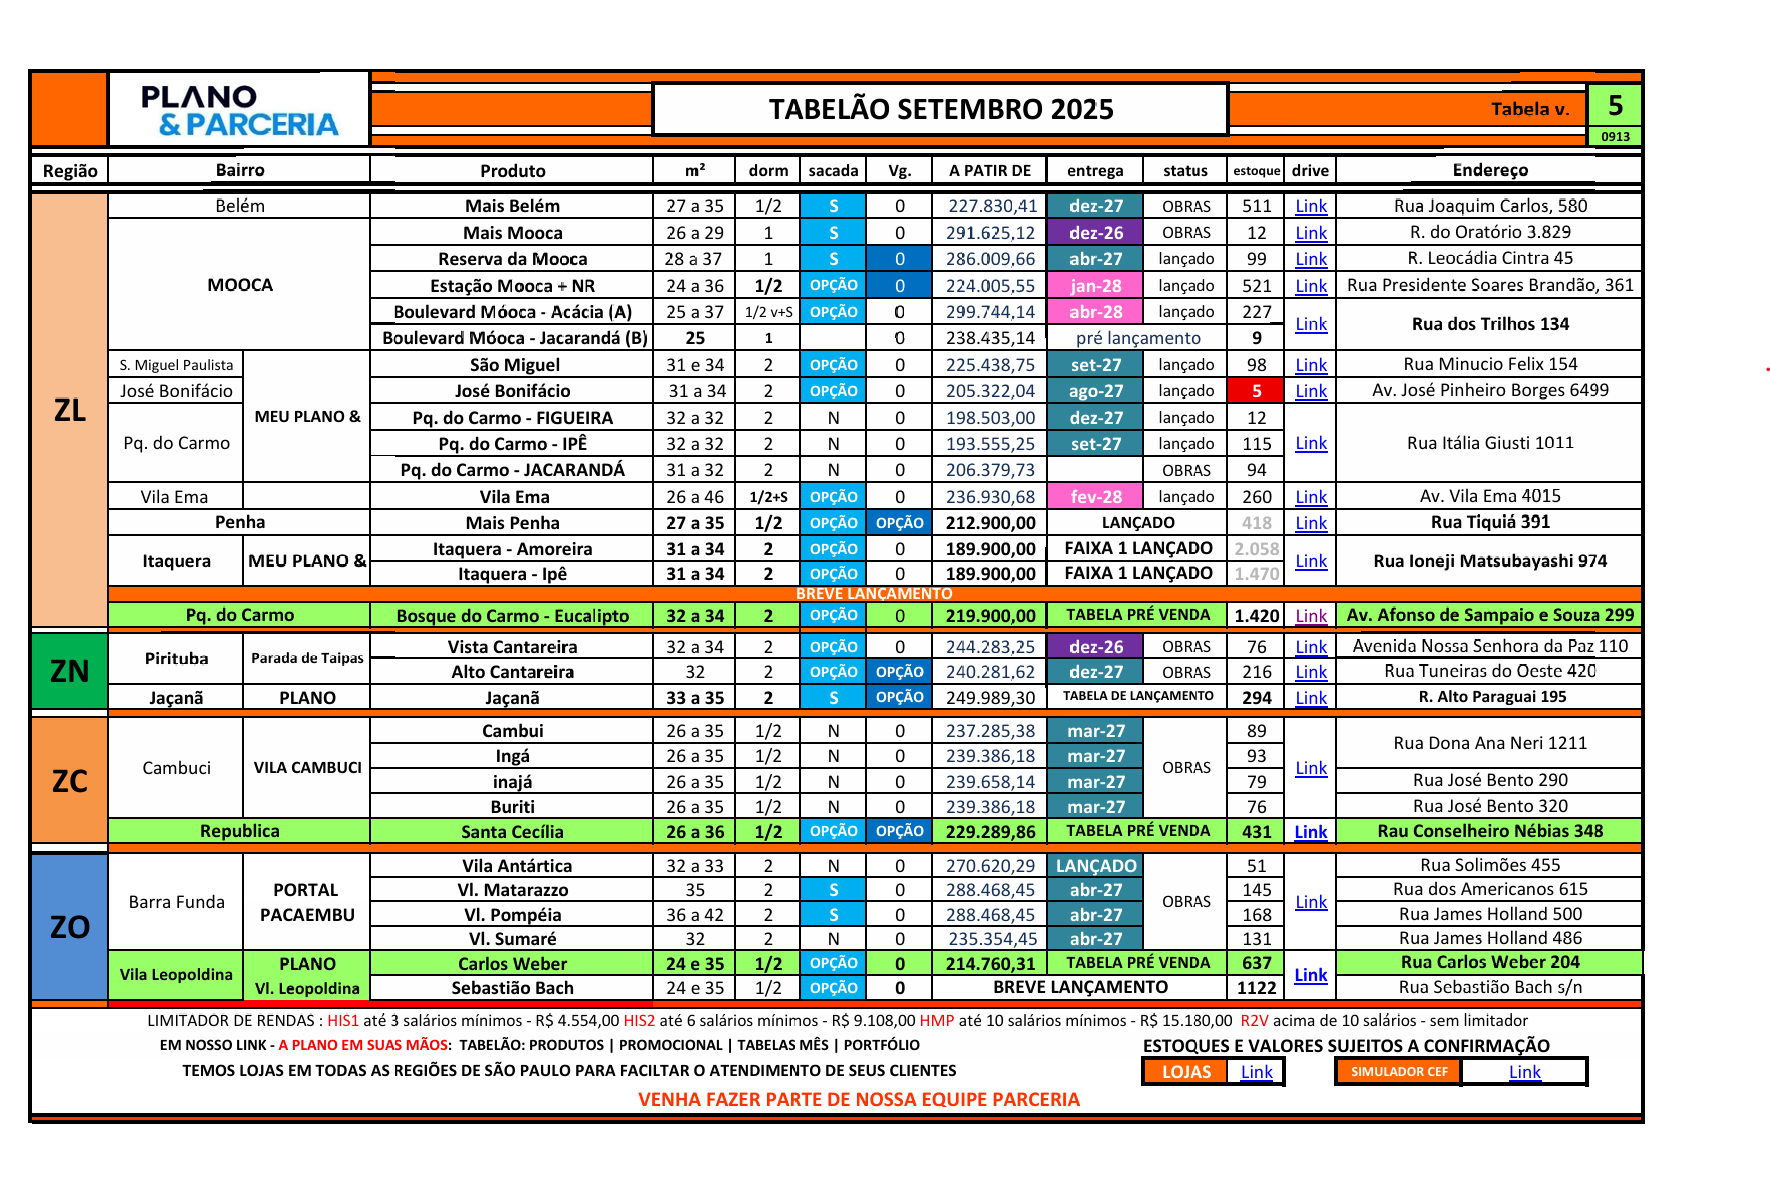 PLANO
& PARCERIA
TABELÃO SETEMBRO 2025
Tabela v.
5
0913
Região Bairro Produto m² dorm sacada Vg. A PATIR DE entrega status estoque drive Endereço
ZL
Belém Mais Belém 27 a 35 1/2 S 0 227.830,41 dez-27 OBRAS 511 Link Rua Joaquim Carlos, 580
MOOCA Mais Mooca 26 a 29 1 S 0 291.625,12 dez-26 OBRAS 12 Link R. do Oratório 3.829
Reserva da Mooca 28 a 37 1 S 0 286.009,66 abr-27 lançado 99 Link R. Leocádia Cintra 45
Estação Mooca + NR 24 a 36 1/2 OPÇÃO 0 224.005,55 jan-28 lançado 521 Link Rua Presidente Soares Brandão, 361
Boulevard Móoca - Acácia (A) 25 a 37 1/2 v+S OPÇÃO 0 299.744,14 abr-28 lançado 227 Link Rua dos Trilhos 134
Boulevard Móoca - Jacarandá (B) 25 1 0 238.435,14 pré lançamento 9
S. Miguel Paulista MEU PLANO & São Miguel 31 e 34 2 OPÇÃO 0 225.438,75 set-27 lançado 98 Link Rua Minucio Felix 154
José Bonifácio José Bonifácio 31 a 34 2 OPÇÃO 0 205.322,04 ago-27 lançado 5 Link Av. José Pinheiro Borges 6499
Pq. do Carmo Pq. do Carmo - FIGUEIRA 32 a 32 2 N 0 198.503,00 dez-27 lançado 12 Link Rua Itália Giusti 1011
Pq. do Carmo - IPÊ 32 a 32 2 N 0 193.555,25 set-27 lançado 115
Pq. do Carmo - JACARANDÁ 31 a 32 2 N 0 206.379,73 OBRAS 94
Vila Ema Vila Ema 26 a 46 1/2+S OPÇÃO 0 236.930,68 fev-28 lançado 260 Link Av. Vila Ema 4015
Penha Mais Penha 27 a 35 1/2 OPÇÃO OPÇÃO 212.900,00 LANÇADO 418 Link Rua Tiquiá 391
Itaquera MEU PLANO & Itaquera - Amoreira 31 a 34 2 OPÇÃO 0 189.900,00 FAIXA 1 LANÇADO 2.058 Link Rua Ioneji Matsubayashi 974
Itaquera - Ipê 31 a 34 2 OPÇÃO 0 189.900,00 FAIXA 1 LANÇADO 1.470
BREVE LANÇAMENTO
Pq. do Carmo Bosque do Carmo - Eucalipto 32 a 34 2 OPÇÃO 0 219.900,00 TABELA PRÉ VENDA 1.420 Link Av. Afonso de Sampaio e Souza 299
ZN
Pirituba Parada de Taipas Vista Cantareira 32 a 34 2 OPÇÃO 0 244.283,25 dez-26 OBRAS 76 Link Avenida Nossa Senhora da Paz 110
Alto Cantareira 32 2 OPÇÃO OPÇÃO 240.281,62 dez-27 OBRAS 216 Link Rua Tuneiras do Oeste 420
Jaçanã PLANO Jaçanã 33 a 35 2 S OPÇÃO 249.989,30 TABELA DE LANÇAMENTO 294 Link R. Alto Paraguai 195
ZC
Cambuci VILA CAMBUCI Cambui 26 a 35 1/2 N 0 237.285,38 mar-27 OBRAS 89 Link Rua Dona Ana Neri 1211
Ingá 26 a 35 1/2 N 0 239.386,18 mar-27 93
inajá 26 a 35 1/2 N 0 239.658,14 mar-27 79 Rua José Bento 290
Buriti 26 a 35 1/2 N 0 239.386,18 mar-27 76 Rua José Bento 320
Republica Santa Cecília 26 a 36 1/2 OPÇÃO OPÇÃO 229.289,86 TABELA PRÉ VENDA 431 Link Rau Conselheiro Nébias 348
ZO
Barra Funda PORTAL PACAEMBU Vila Antártica 32 a 33 2 N 0 270.620,29 LANÇADO OBRAS 51 Link Rua Solimões 455
Vl. Matarazzo 35 2 S 0 288.468,45 abr-27 145 Rua dos Americanos 615
Vl. Pompéia 36 a 42 2 S 0 288.468,45 abr-27 168 Rua James Holland 500
Vl. Sumaré 32 2 N 0 235.354,45 abr-27 131 Rua James Holland 486
Vila Leopoldina PLANO Carlos Weber 24 e 35 1/2 OPÇÃO 0 214.760,31 TABELA PRÉ VENDA 637 Link Rua Carlos Weber 204
Vl. Leopoldina Sebastião Bach 24 e 35 1/2 OPÇÃO 0 BREVE LANÇAMENTO 1122 Rua Sebastião Bach s/n
LIMITADOR DE RENDAS : HIS1 até 3 salários mínimos - R$ 4.554,00 HIS2 até 6 salários mínimos - R$ 9.108,00 HMP até 10 salários mínimos - R$ 15.180,00 R2V acima de 10 salários - sem limitador
EM NOSSO LINK - A PLANO EM SUAS MÃOS: TABELÃO: PRODUTOS | PROMOCIONAL | TABELAS MÊS | PORTFÓLIO
ESTOQUES E VALORES SUJEITOS A CONFIRMAÇÃO
TEMOS LOJAS EM TODAS AS REGIÕES DE SÃO PAULO PARA FACILTAR O ATENDIMENTO DE SEUS CLIENTES
LOJAS Link SIMULADOR CEF Link
VENHA FAZER PARTE DE NOSSA EQUIPE PARCERIA